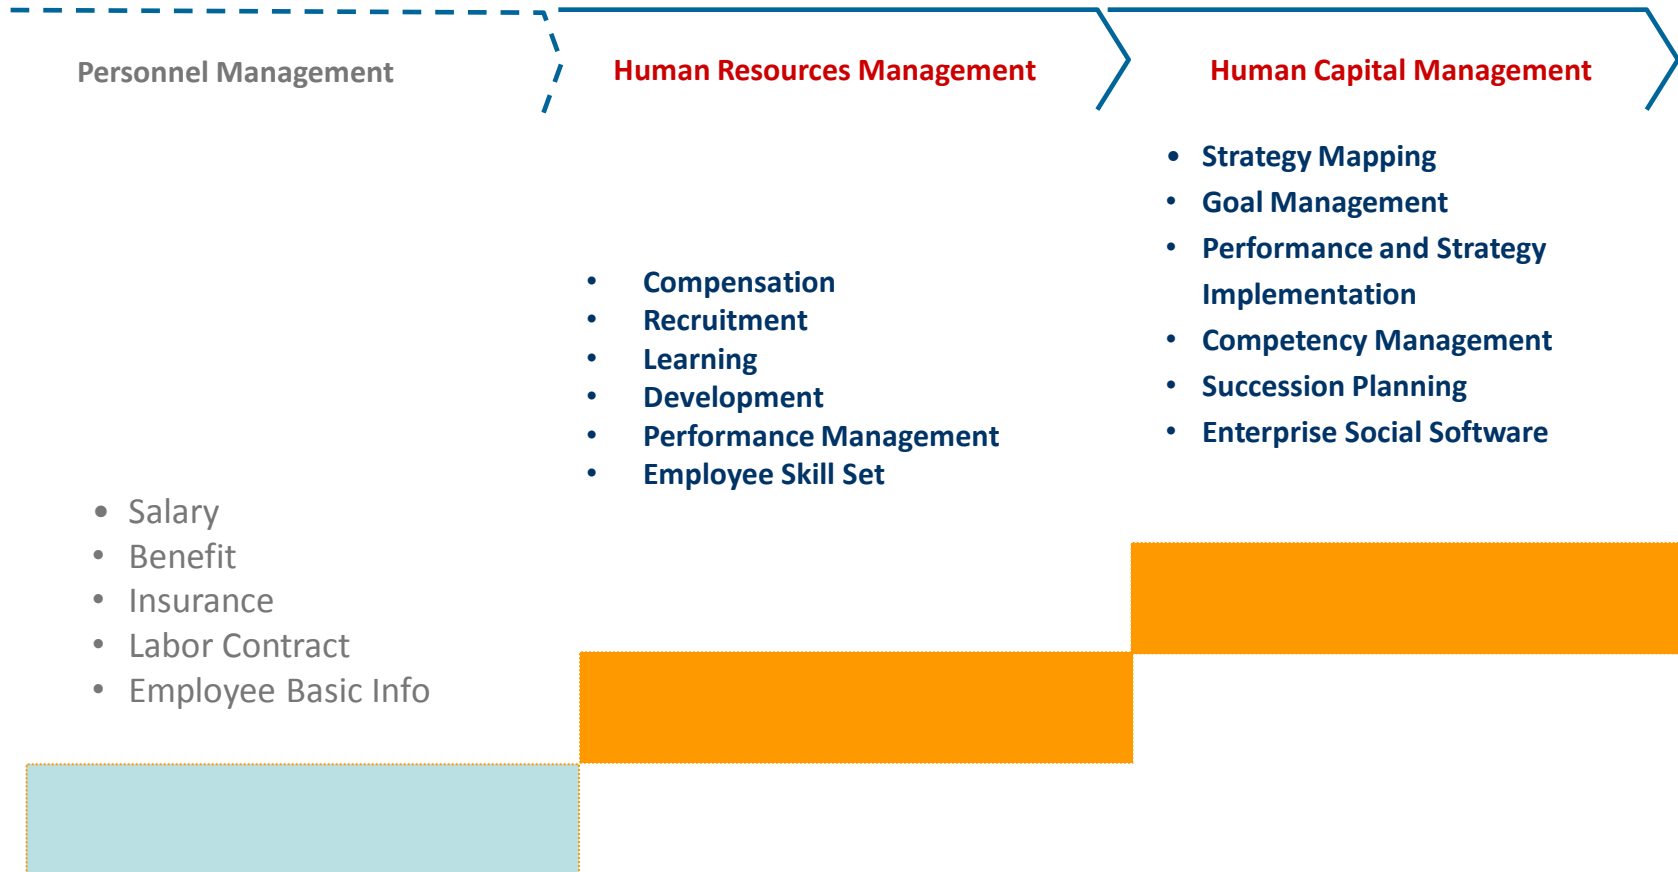 Personnel Management
Human Resources Management
Human Capital Management
• Salary
• Benefit
• Insurance
• Labor Contract
• Employee Basic Info
• Compensation
• Recruitment
• Learning
• Development
• Performance Management
• Employee Skill Set
• Strategy Mapping
• Goal Management
• Performance and Strategy
Implementation
• Competency Management
• Succession Planning
• Enterprise Social Software